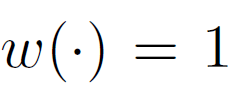 w(·) = 1